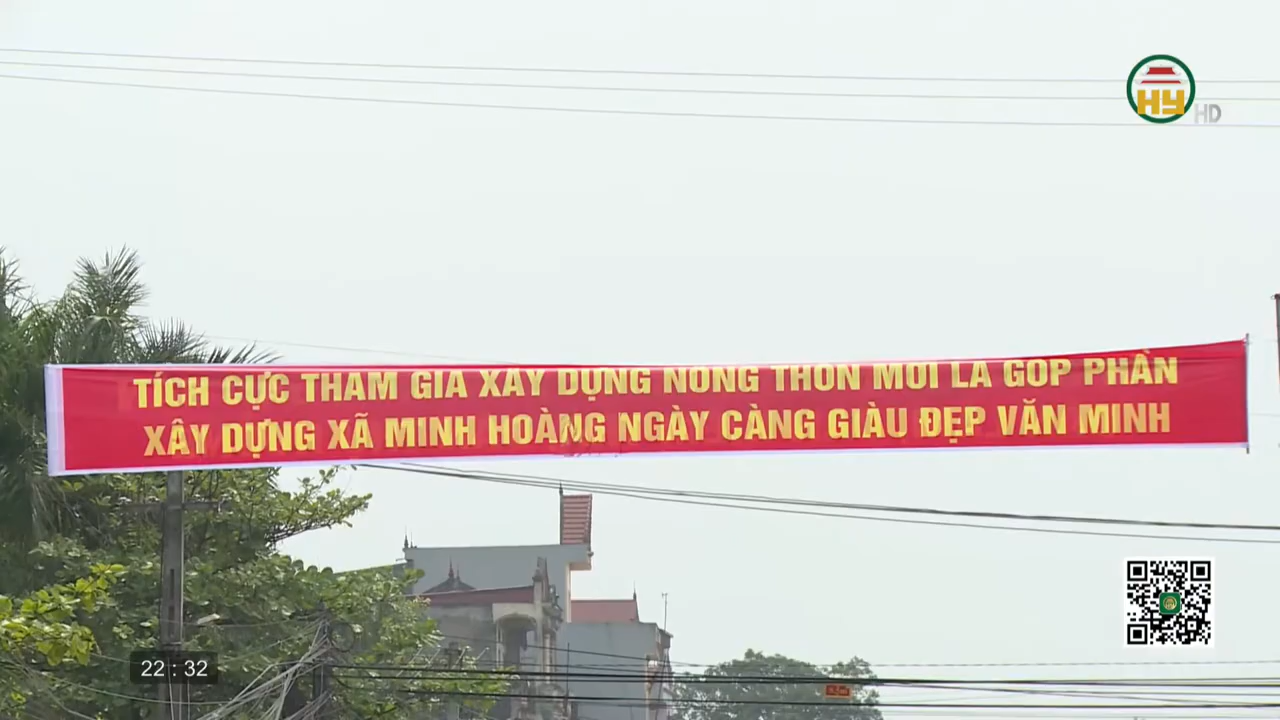 HY HD
TÍCH CỰC THAM GIA XÂY DỰNG NÔNG THÔN MỚI LÀ GÓP PHẦN
XÂY DỰNG XÃ MINH HOÀNG NGÀY CÀNG GIÀU ĐẸP VĂN MINH
22 : 32